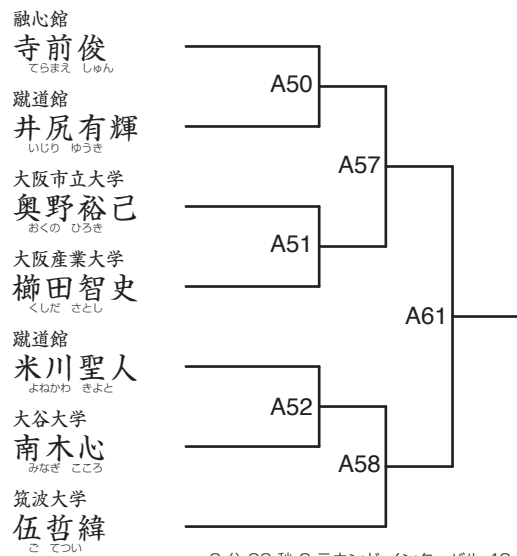 融心館
寺前俊
てらまえ しゅん
A50
蹴道館
井尻有輝
いじり ゆうき
A57
大阪市立大学
奥野裕己
おくの ひろき
A51
大阪産業大学
櫛田智史
くしだ さとし
A61
蹴道館
米川聖人
よねかわ きよと
A52
大谷大学
南木心
みなぎ こころ
A58
筑波大学
伍哲緯
ご てつい